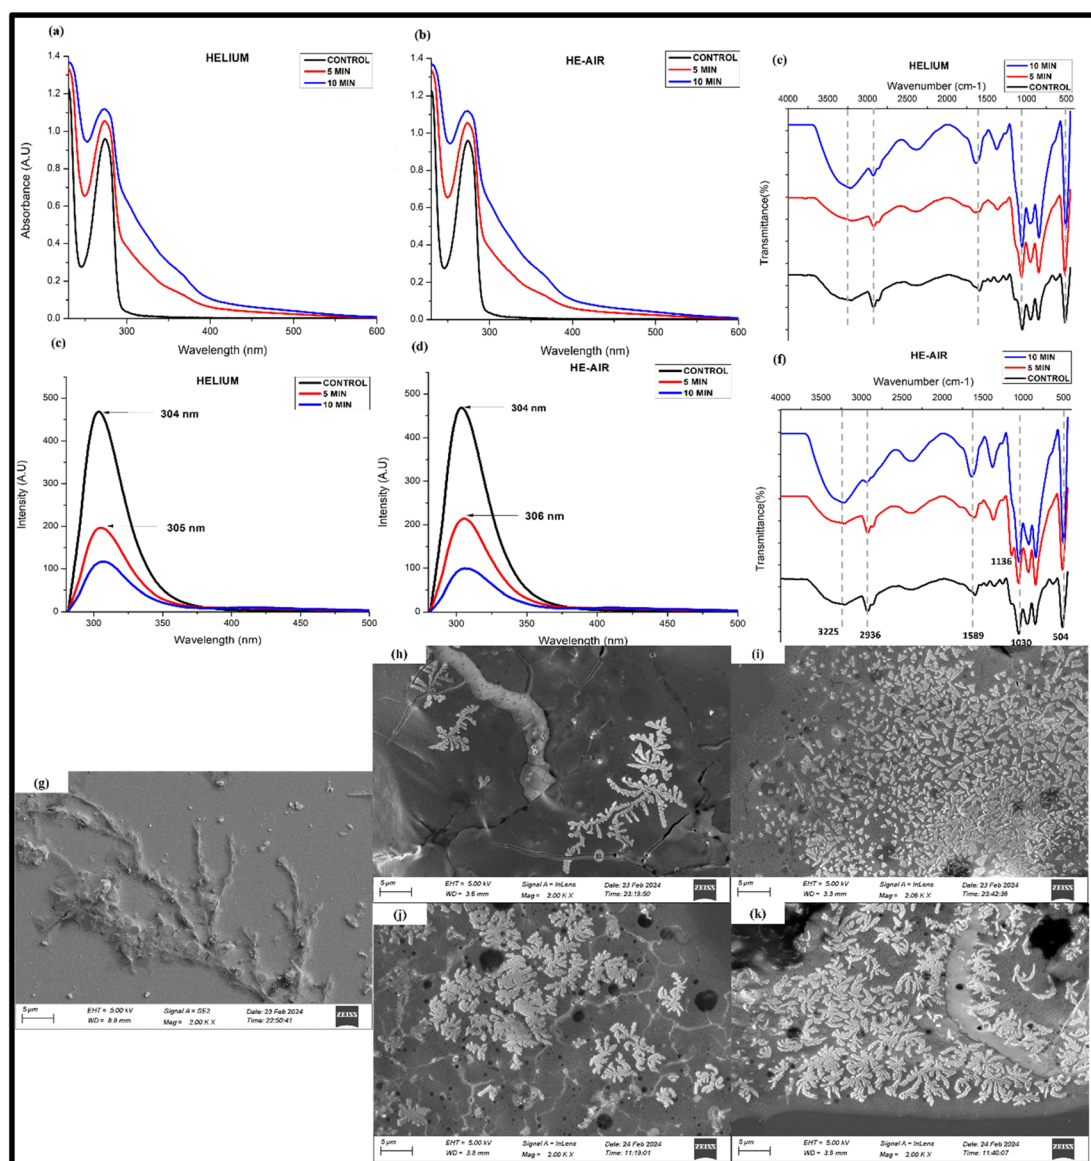 (a)
HELIUM
CONTROL
5 MIN
10 MIN
1.4
1.2
1.0
0.8
0.6
0.4
0.2
0.0
Absorbance (A.U)
300
400
500
600
Wavelength (nm)
(b)
HE-AIR
CONTROL
5 MIN
10 MIN
1.4
1.2
1.0
0.8
0.6
0.4
0.2
0.0
300
400
500
600
Wavelength (nm)
(e)
HELIUM
10 MIN
5 MIN
CONTROL
Wavenumber (cm-1)
4000 3500 3000 2500 2000 1500 1000 500
Transmittance(%)
(c)
HELIUM
CONTROL
5 MIN
10 MIN
500
450
400
350
300
250
200
150
100
50
0
Intensity (A.U)
304 nm
305 nm
300
350
400
450
500
Wavelength (nm)
(d)
HE-AIR
CONTROL
5 MIN
10 MIN
500
450
400
350
300
250
200
150
100
50
0
Intensity (A.U)
304 nm
306 nm
300
350
400
450
500
Wavelength (nm)
(f)
HE-AIR
10 MIN
5 MIN
CONTROL
Wavenumber (cm-1)
4000 3500 3000 2500 2000 1500 1000 500
Transmittance(%)
1136
3225
2936
1589
1030
504
(g)
5 µm
EHT = 5.00 kV Signal A = SE2 Date: 23 Feb 2024
WD = 8.6 mm Mag = 2.00 K X Time: 22:50:41
ZEISS
(h)
5 µm
EHT = 5.00 kV Signal A = InLens Date: 23 Feb 2024
WD = 3.6 mm Mag = 2.00 K X Time: 23:19:50
ZEISS
(i)
5 µm
EHT = 5.00 kV Signal A = InLens Date: 23 Feb 2024
WD = 3.3 mm Mag = 2.06 K X Time: 23:42:36
ZEISS
(j)
5 µm
EHT = 5.00 kV Signal A = InLens Date: 24 Feb 2024
WD = 3.8 mm Mag = 2.00 K X Time: 11:19:01
ZEISS
(k)
5 µm
EHT = 5.00 kV Signal A = InLens Date: 24 Feb 2024
WD = 3.9 mm Mag = 2.00 K X Time: 11:40:07
ZEISS